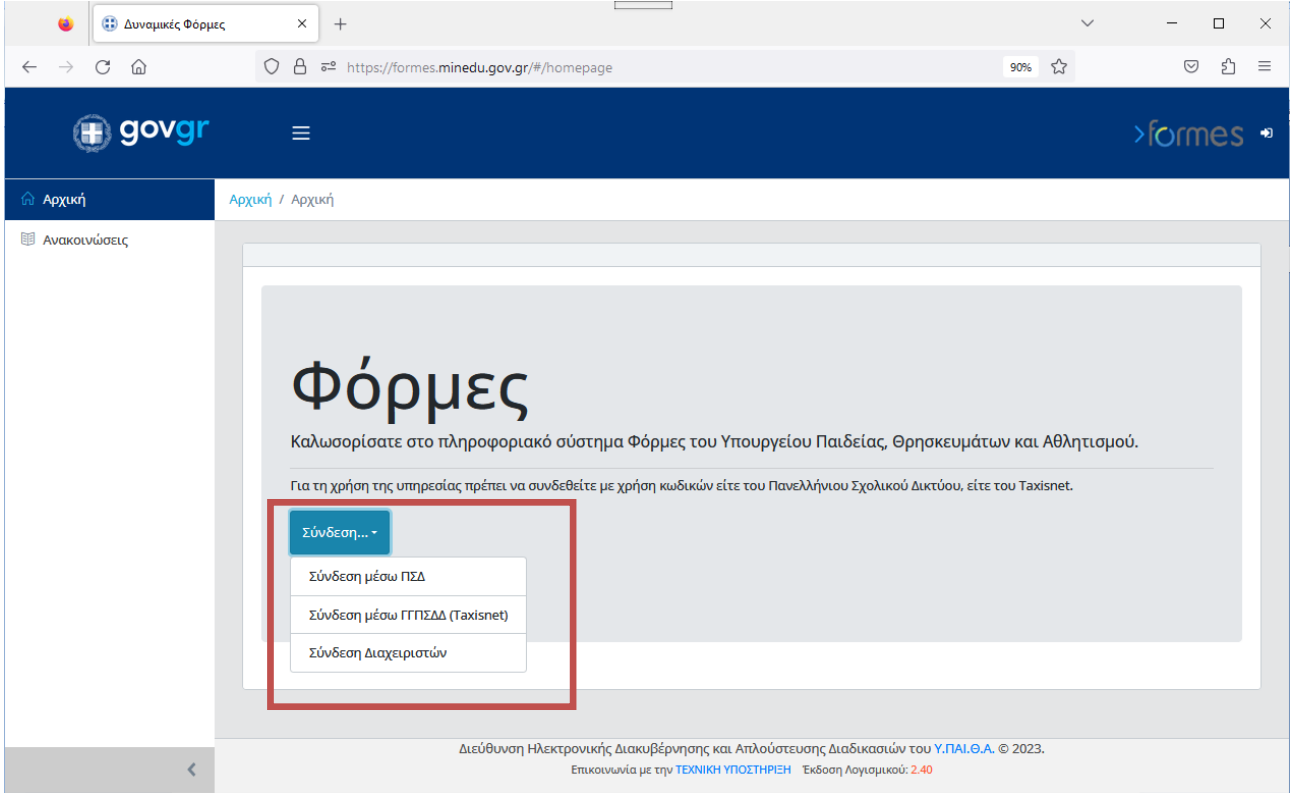 Δυναμικές Φόρμες
https://formes.minedu.gov.gr/#/homepage
90%
govgr
formes
Αρχική
Αρχική / Αρχική
Ανακοινώσεις
Φόρμες
Καλωσορίσατε στο πληροφοριακό σύστημα Φόρμες του Υπουργείου Παιδείας, Θρησκευμάτων και Αθλητισμού.
Για τη χρήση της υπηρεσίας πρέπει να συνδεθείτε με χρήση κωδικών είτε του Πανελλήνιου Σχολικού Δικτύου, είτε του Taxisnet.
Σύνδεση...
Σύνδεση μέσω ΠΣΔ
Σύνδεση μέσω ΓΓΠΣΔΔ (Taxisnet)
Σύνδεση Διαχειριστών
Διεύθυνση Ηλεκτρονικής Διακυβέρνησης και Απλούστευσης Διαδικασιών του Υ.ΠΑΙ.Θ.Α. © 2023.
Επικοινωνία με την ΤΕΧΝΙΚΗ ΥΠΟΣΤΗΡΙΞΗ Έκδοση Λογισμικού: 2.40